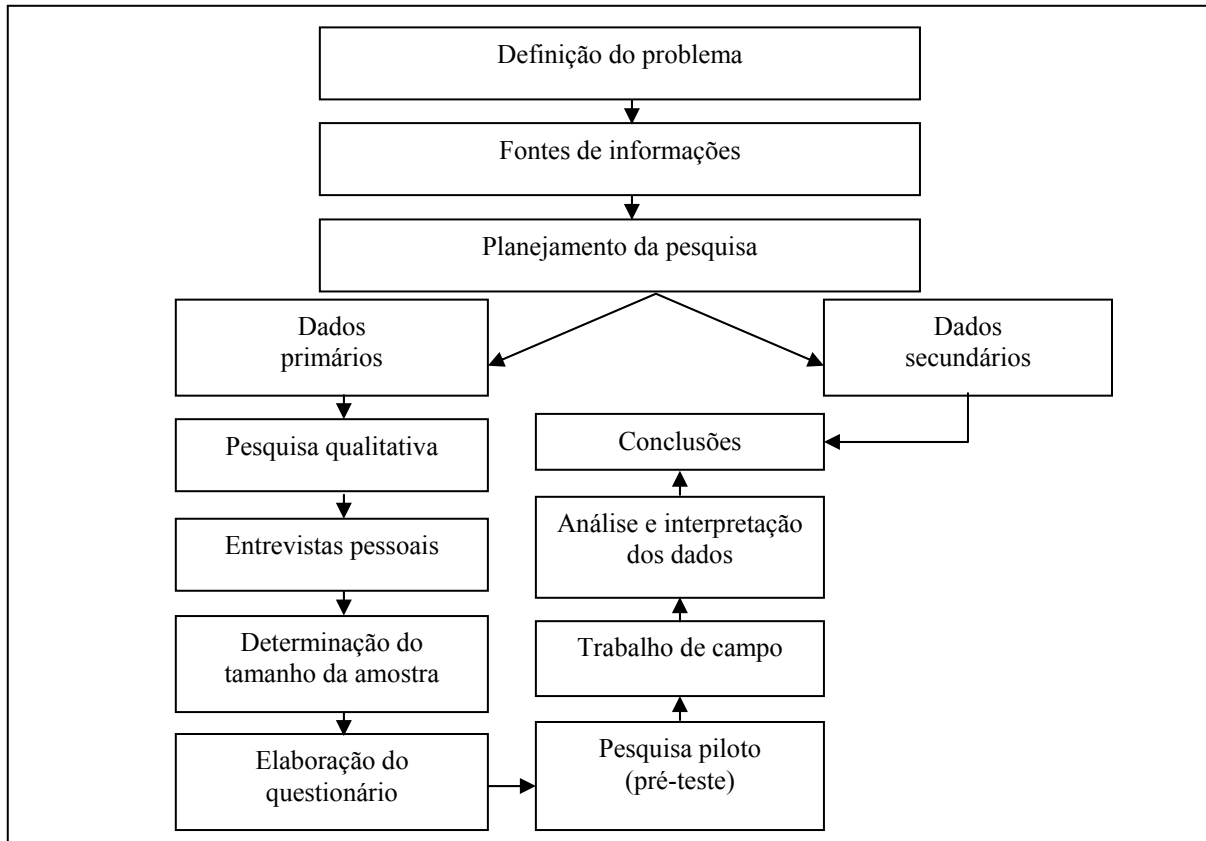 Definição do problema
Fontes de informações
Planejamento da pesquisa
Dados
primários
Dados
secundários
Pesquisa qualitativa
Conclusões
Entrevistas pessoais
Análise e interpretação
dos dados
Determinação do
tamanho da amostra
Trabalho de campo
Elaboração do
questionário
Pesquisa piloto
(pré-teste)